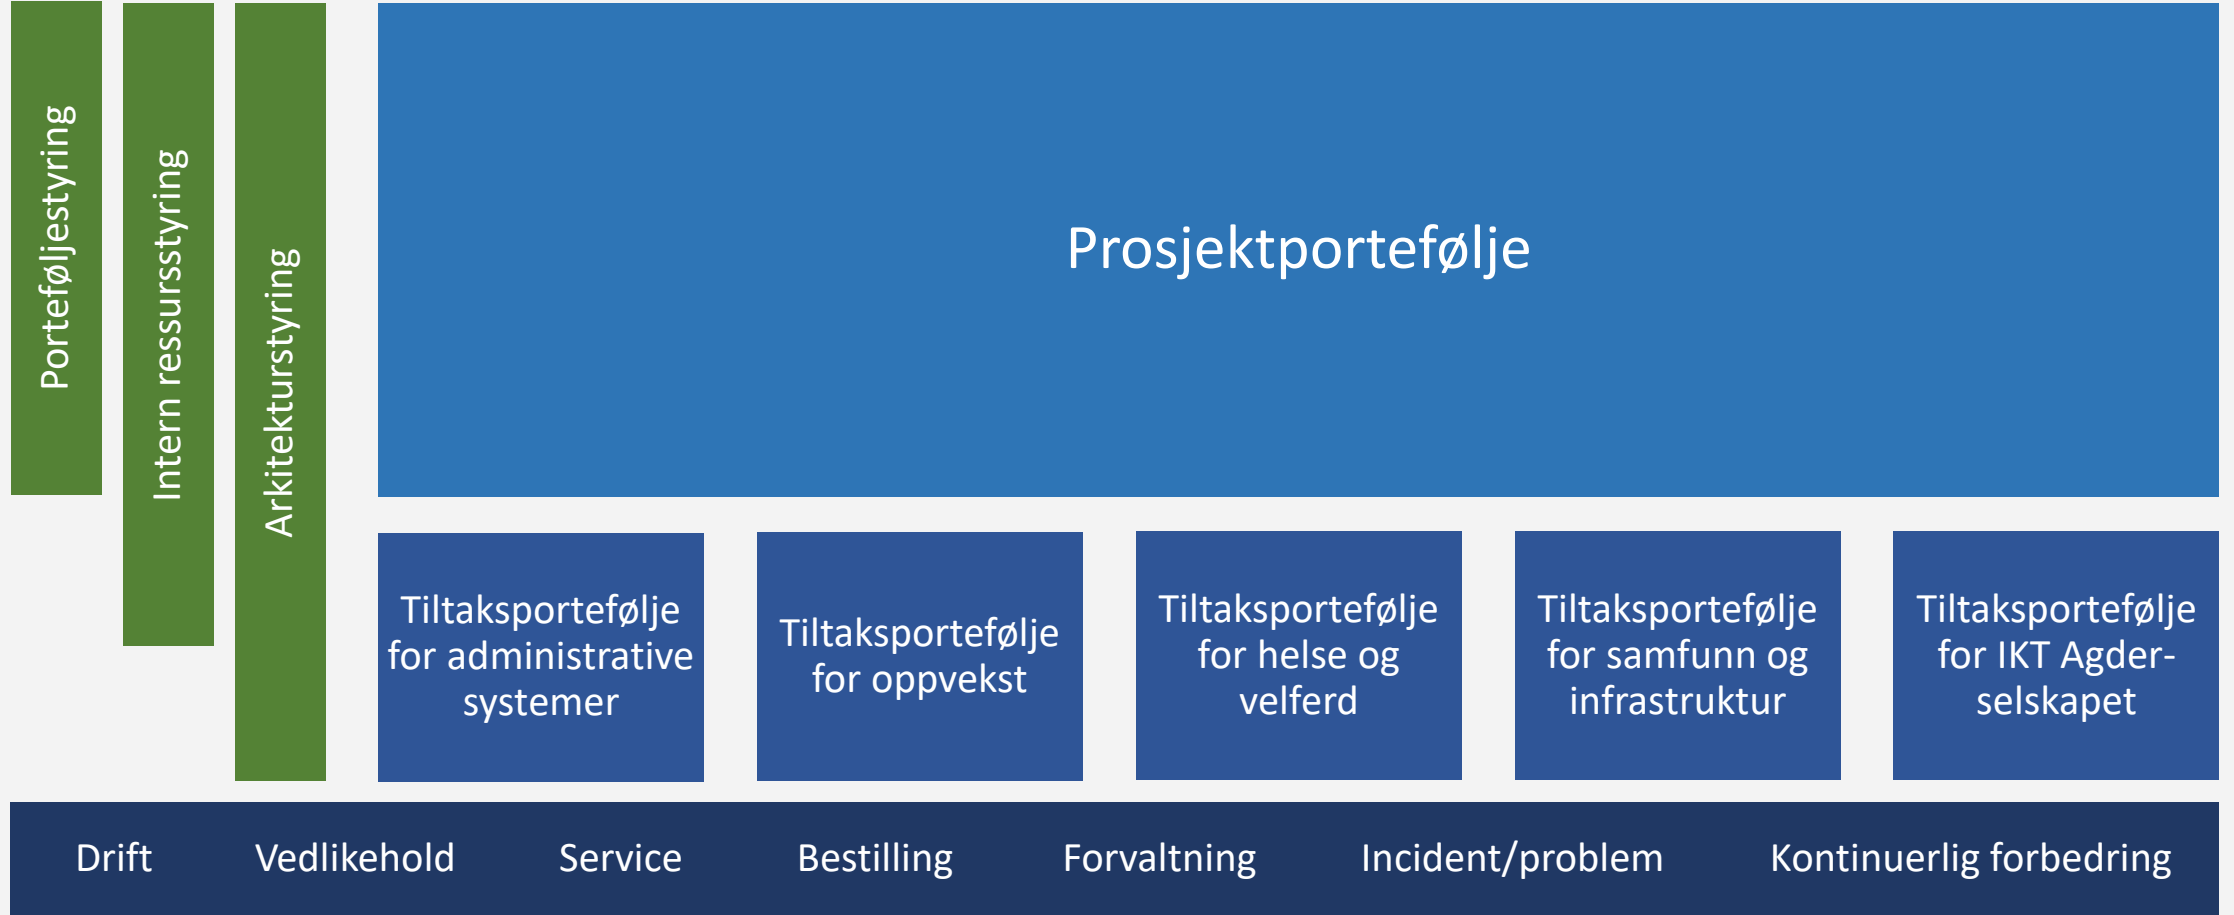 Porteføljestyring
Intern ressursstyring
Arkitekturstyring
Prosjektportefølje
Tiltaksportefølje
for administrative
systemer
Tiltaksportefølje
for oppvekst
Tiltaksportefølje
for helse og
velferd
Tiltaksportefølje
for samfunn og
infrastruktur
Tiltaksportefølje
for IKT Agder-
selskapet
Drift Vedlikehold Service Bestilling Forvaltning Incident/problem Kontinuerlig forbedring